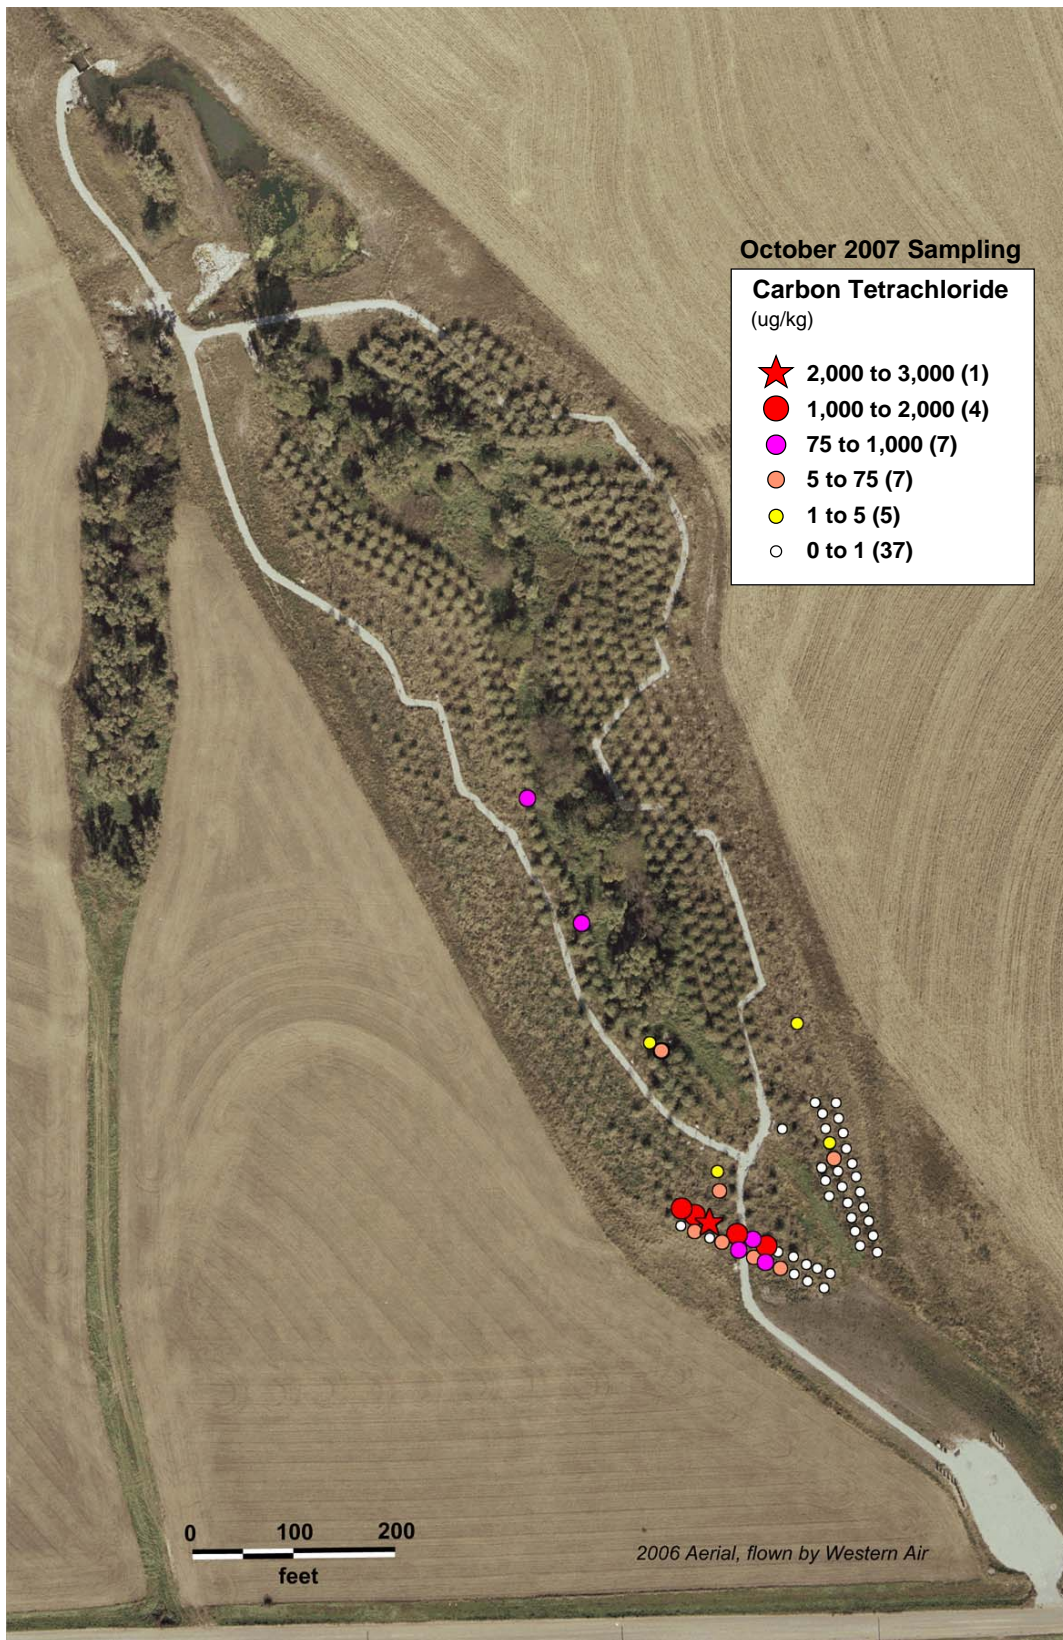 October 2007 Sampling
Carbon Tetrachloride
(ug/kg)
2,000 to 3,000 (1)
1,000 to 2,000 (4)
75 to 1,000 (7)
5 to 75 (7)
1 to 5 (5)
0 to 1 (37)
0 100 200
feet
2006 Aerial, flown by Western Air